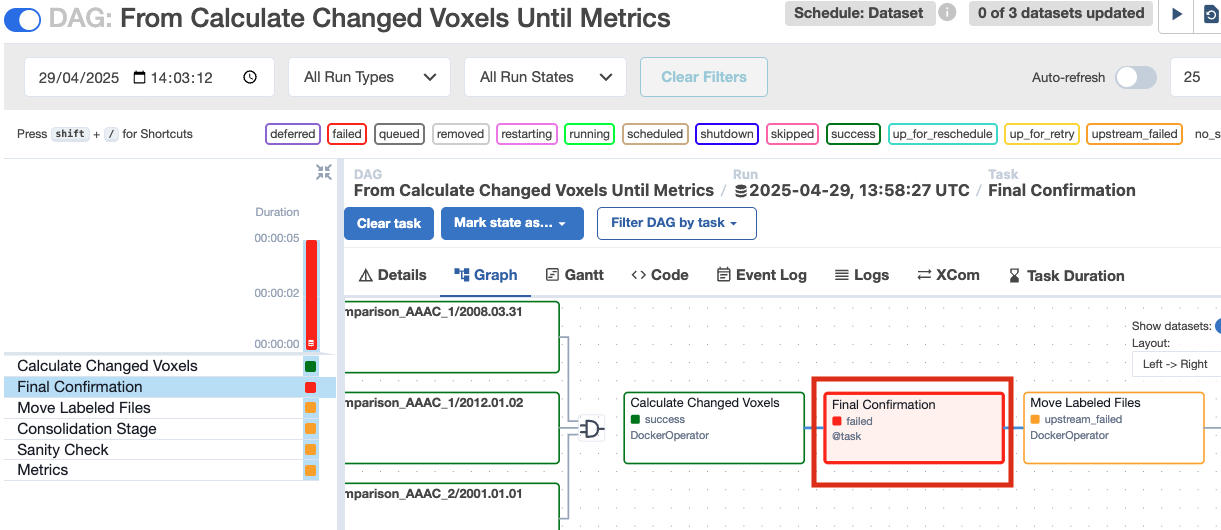 DAG: From Calculate Changed Voxels Until Metrics
Schedule: Dataset
0 of 3 datasets updated
29/04/2025 14:03:12
All Run Types
All Run States
Clear Filters
Auto-refresh
25
Press shift + / for Shortcuts
deferred failed queued removed restarting running scheduled shutdown skipped success up_for_reschedule up_for_retry upstream_failed no_s
Duration
00:00:05
00:00:02
00:00:00
Calculate Changed Voxels
Final Confirmation
Move Labeled Files
Consolidation Stage
Sanity Check
Metrics
DAG
From Calculate Changed Voxels Until Metrics
/
Run
2025-04-29, 13:58:27 UTC
/
Task
Final Confirmation
Clear task
Mark state as...
Filter DAG by task
Details
Graph
Gantt
Code
Event Log
Logs
XCom
Task Duration
mparison_AAAC_1/2008.03.31
mparison_AAAC_1/2012.01.02
mparison_AAAC_2/2001.01.01
Calculate Changed Voxels
success
DockerOperator
Final Confirmation
failed
@task
Move Labeled Files
upstream_failed
DockerOperator
Show datasets:
Layout:
Left -> Right